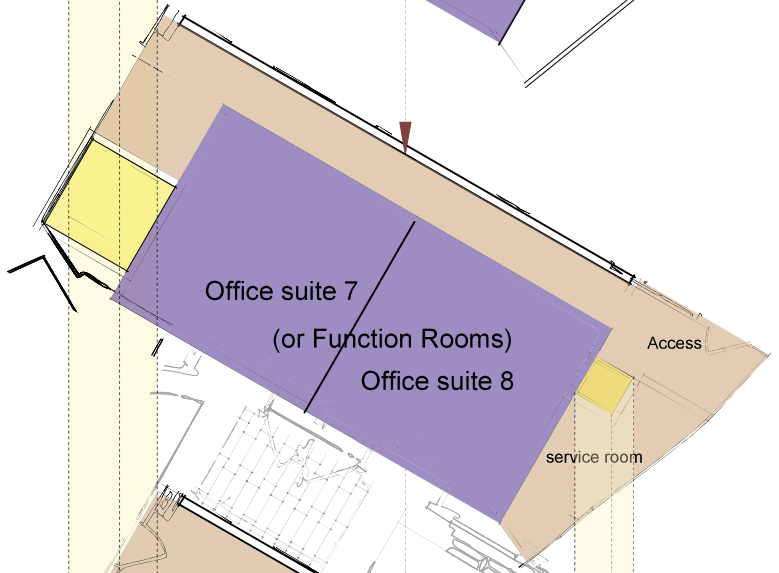 Office suite 7
(or Function Rooms)
Access
Office suite 8
service room